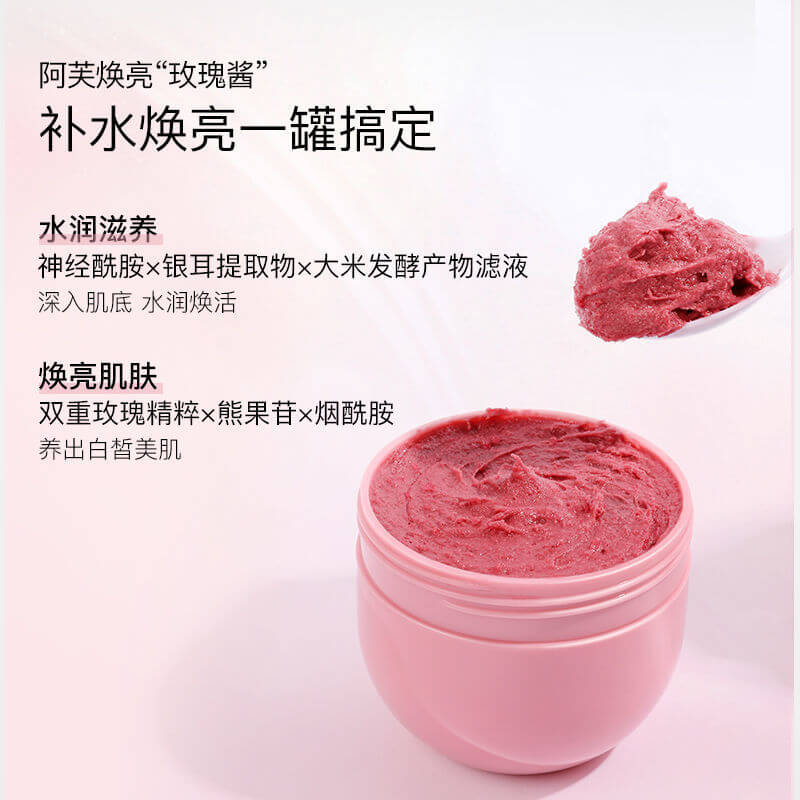 阿芙焕亮“玫瑰酱”
补水焕亮一罐搞定
水润滋养
神经酰胺×银耳提取物×大米发酵产物滤液
深入肌底 水润焕活
焕亮肌肤
双重玫瑰精粹×熊果苷×烟酰胺
养出白皙美肌